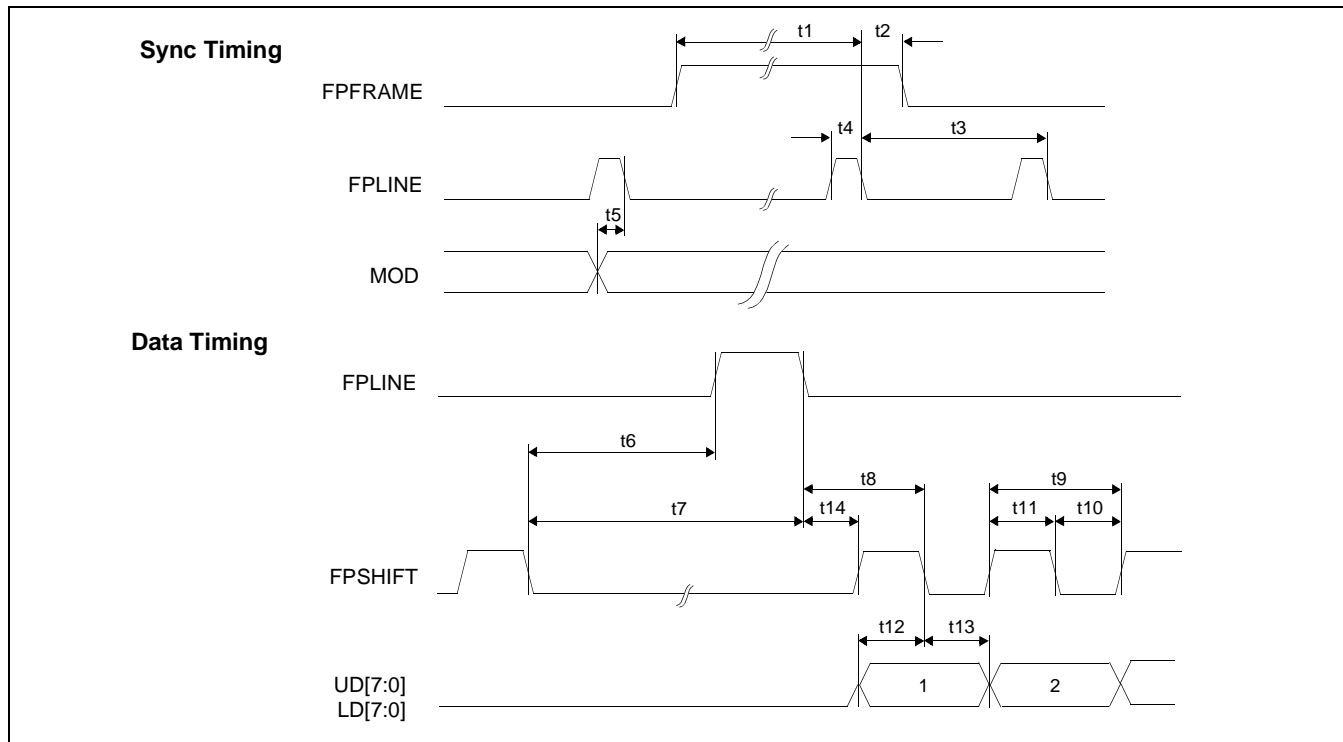 Sync Timing
t1
t2
FPFRAME
t4
t3
FPLINE
t5
MOD
Data Timing
FPLINE
t6
t8
t9
t7
t14
t11
t10
FPSHIFT
t12
t13
UD[7:0]
LD[7:0]
1
2